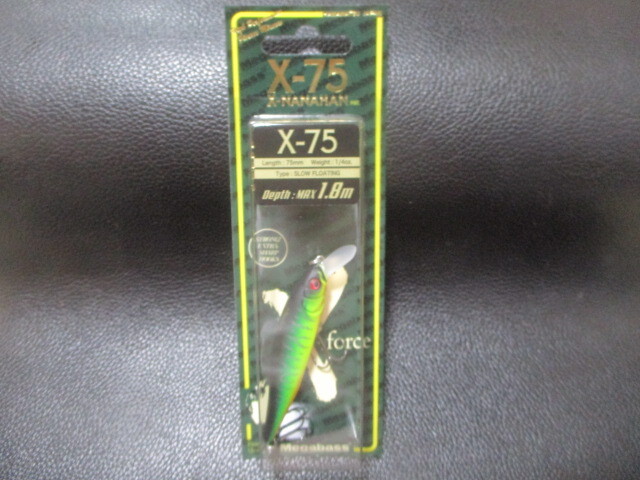 X-75
X-NANAHAN
X-75
Length : 75mm Weight : 1/4oz.
Type : SLOW FLOATING
Depth : MAX 1.8m
force
Megabass